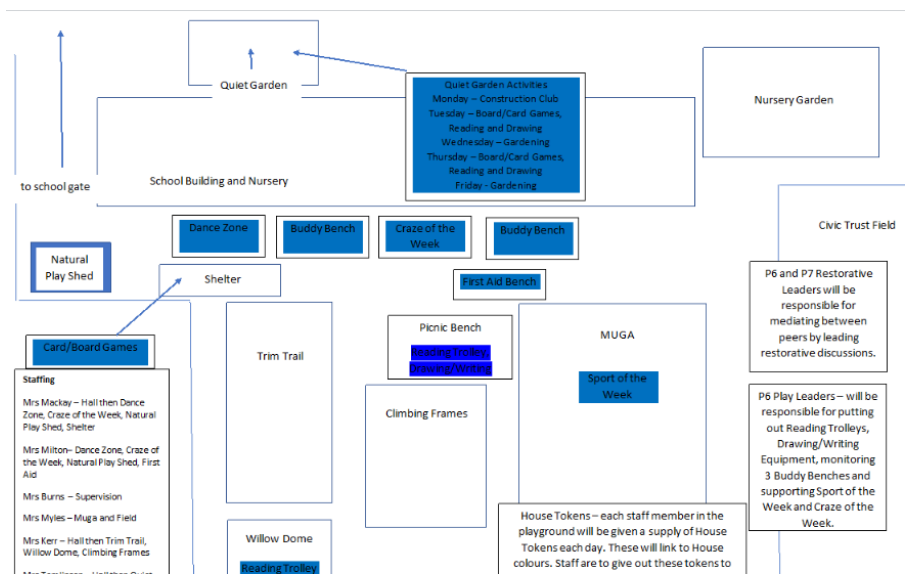 Quiet Garden
Quiet Garden Activities
Monday – Construction Club
Tuesday – Board/Card Games,
Reading and Drawing
Wednesday – Gardening
Thursday – Board/Card Games,
Reading and Drawing
Friday - Gardening
Nursery Garden
to school gate
School Building and Nursery
Civic Trust Field
Dance Zone
Buddy Bench
Craze of the
Week
Buddy Bench
Natural
Play Shed
Shelter
First Aid Bench
P6 and P7 Restorative
Leaders will be
responsible for
mediating between
peers by leading
restorative discussions.
Card/Board Games
Trim Trail
Picnic Bench
Reading Trolley,
Drawing/Writing
MUGA
Sport of the
Week
Climbing Frames
Staffing
Mrs Mackay – Hall then Dance
Zone, Craze of the Week, Natural
Play Shed, Shelter
Mrs Milton– Dance Zone, Craze of
the Week, Natural Play Shed, First
Aid
Mrs Burns – Supervision
Mrs Myles – Muga and Field
Mrs Kerr – Hall then Trim Trail,
Willow Dome, Climbing Frames
P6 Play Leaders – will be
responsible for putting
out Reading Trolleys,
Drawing/Writing
Equipment, monitoring
3 Buddy Benches and
supporting Sport of the
Week and Craze of the
Week.
Willow Dome
Reading Trolley
House Tokens – each staff member in the
playground will be given a supply of House
Tokens each day. These will link to House
colours. Staff are to give out these tokens to